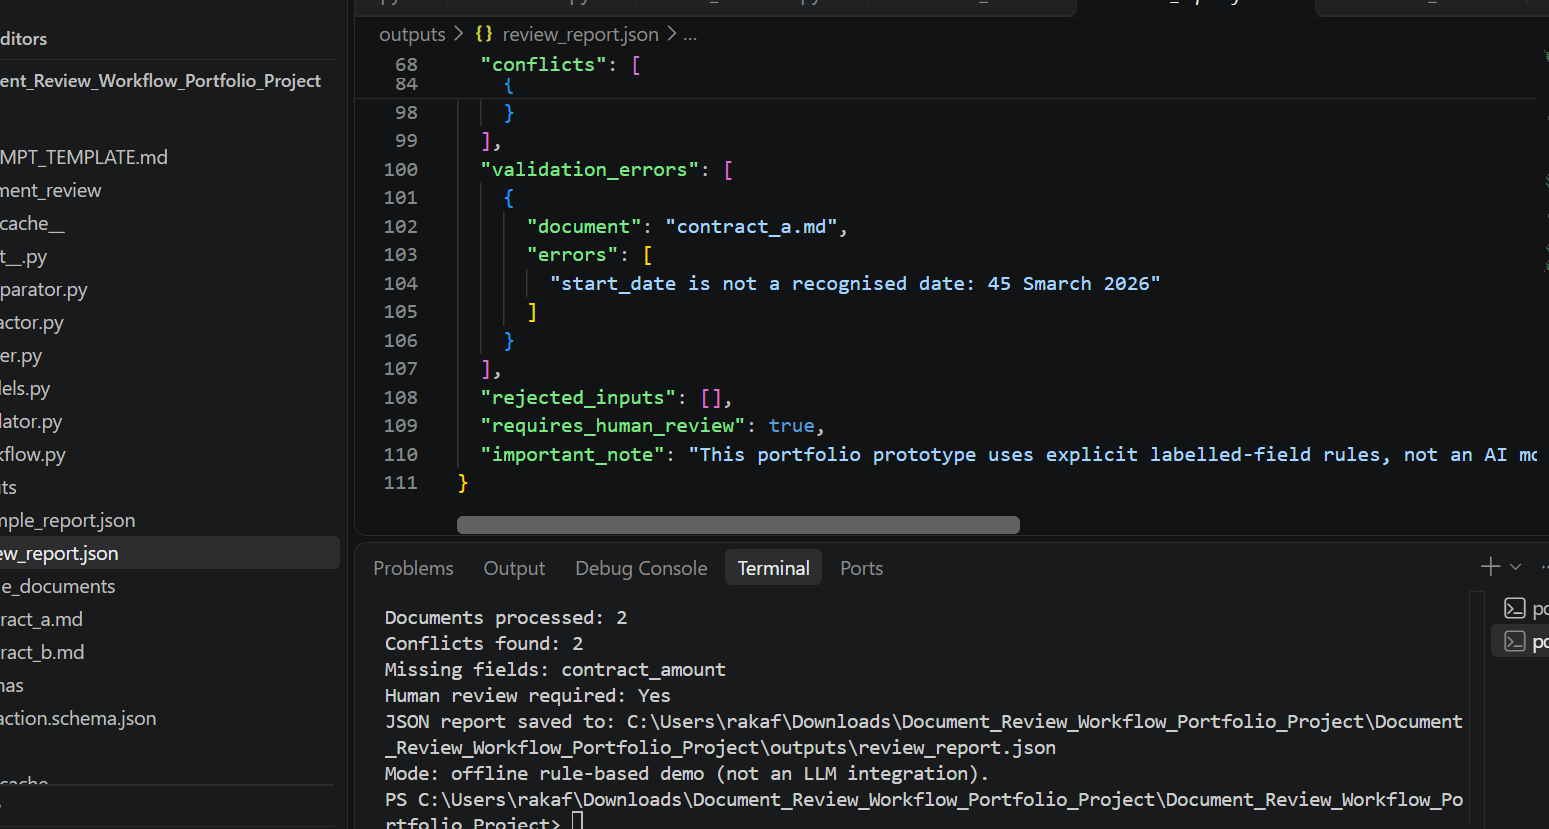 ditors
ent_Review_Workflow_Portfolio_Project
MPT_TEMPLATE.md
ment_review
cache__
t__.py
parator.py
actor.py
er.py
lels.py
lator.py
kflow.py
ts
mple_report.json
ew_report.json
e_documents
ract_a.md
ract_b.md
nas
action.schema.json
outputs > {} review_report.json > ...
68 "conflicts": [
84 {
98 }
99 ],
100 "validation_errors": [
101 {
102 "document": "contract_a.md",
103 "errors": [
104 "start_date is not a recognised date: 45 Smarch 2026"
105 ]
106 }
107 ],
108 "rejected_inputs": [],
109 "requires_human_review": true,
110 "important_note": "This portfolio prototype uses explicit labelled-field rules, not an AI mo
111 }
Problems Output Debug Console Terminal Ports
Documents processed: 2
Conflicts found: 2
Missing fields: contract_amount
Human review required: Yes
JSON report saved to: C:\Users\rakaf\Downloads\Document_Review_Workflow_Portfolio_Project\Document
_Review_Workflow_Portfolio_Project\outputs\review_report.json
Mode: offline rule-based demo (not an LLM integration).
PS C:\Users\rakaf\Downloads\Document_Review_Workflow_Portfolio_Project\Document_Review_Workflow_Po
rtfolio_Project>
po
po